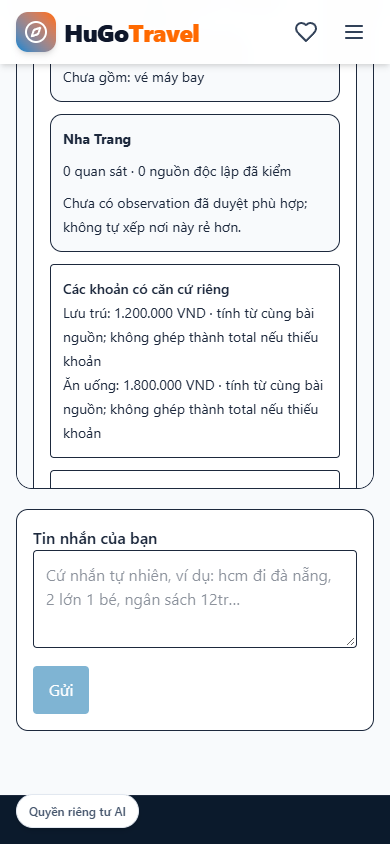 HuGoTravel
Chưa gồm: vé máy bay
Nha Trang
0 quan sát · 0 nguồn độc lập đã kiểm
Chưa có observation đã duyệt phù hợp;
không tự xếp nơi này rẻ hơn.
Các khoản có căn cứ riêng
Lưu trú: 1.200.000 VND · tính từ cùng bài
nguồn; không ghép thành total nếu thiếu
khoản
Ăn uống: 1.800.000 VND · tính từ cùng bài
nguồn; không ghép thành total nếu thiếu
khoản
Tin nhắn của bạn
Cứ nhắn tự nhiên, ví dụ: hcm đi đà nẵng,
2 lớn 1 bé, ngân sách 12tr...
Gửi
Quyền riêng tư AI